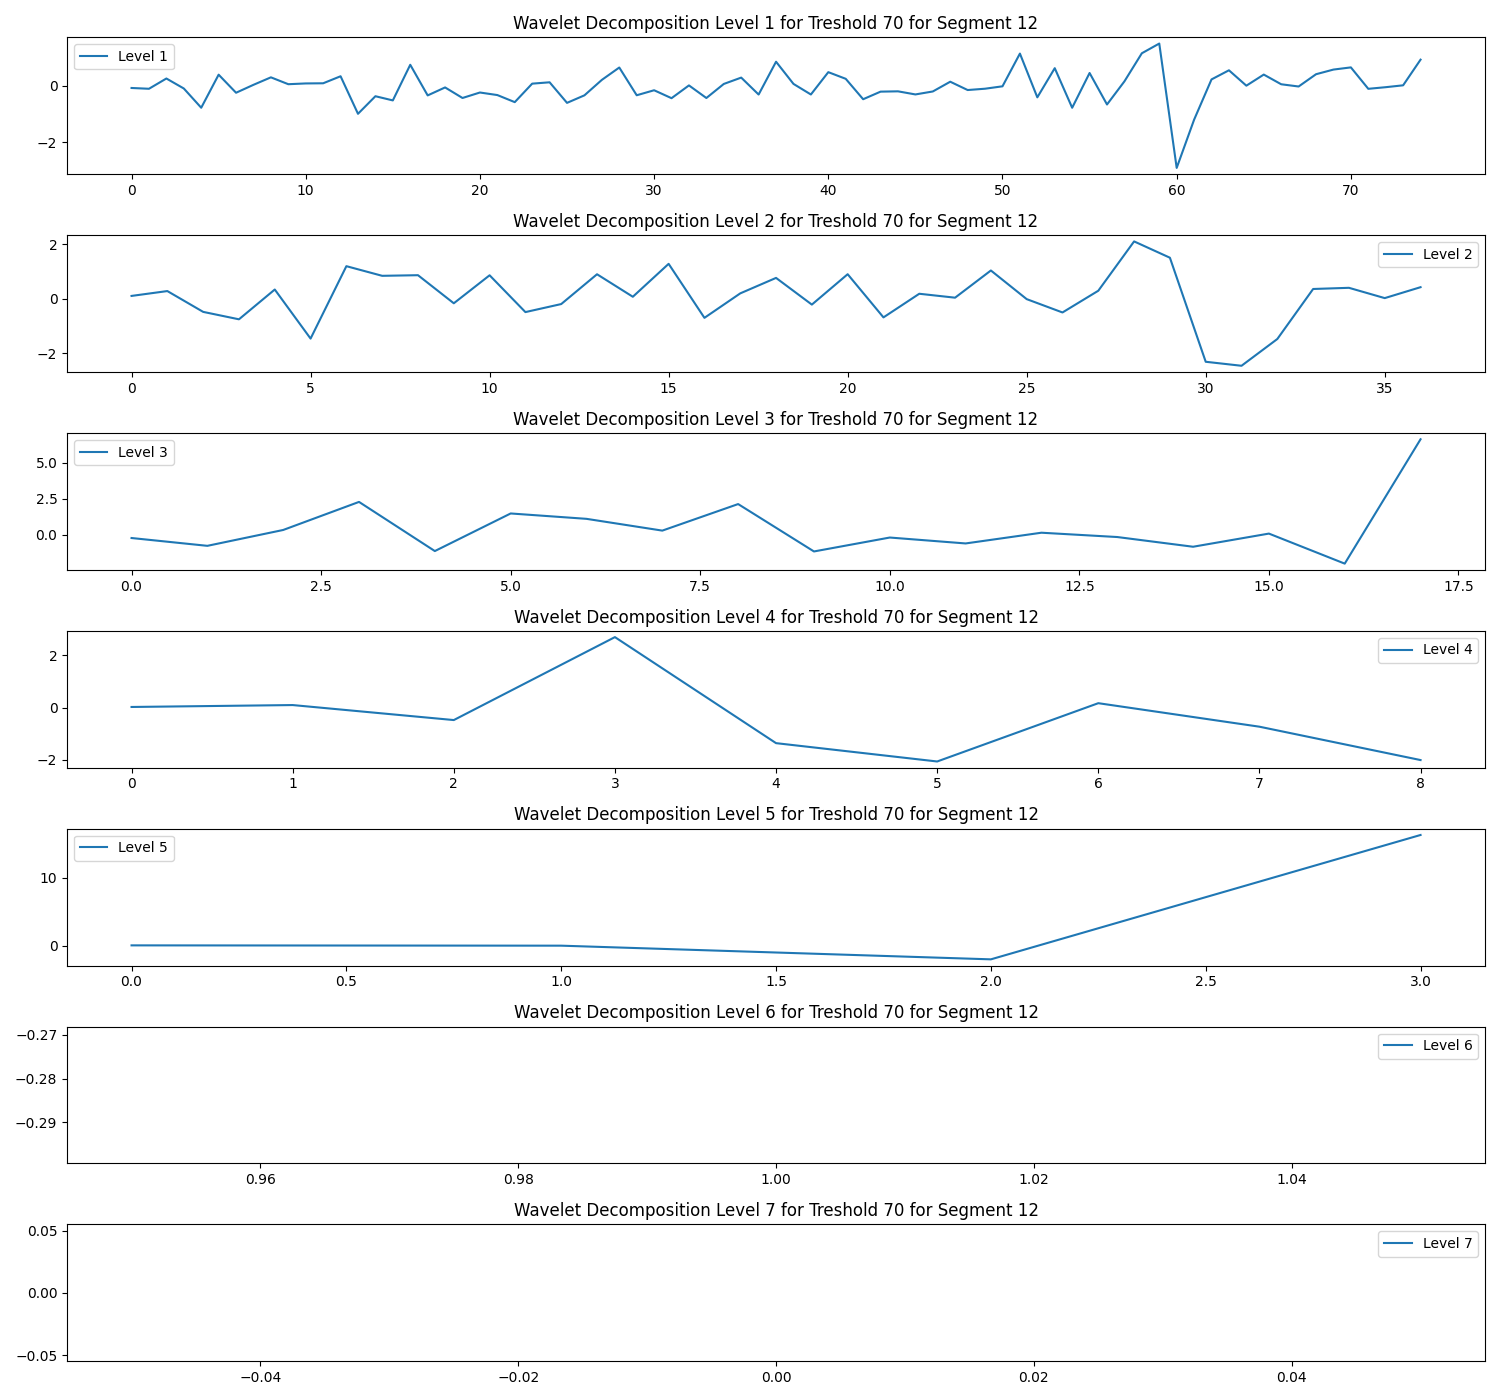 Wavelet Decomposition Level 1 for Treshold 70 for Segment 12
Level 1
0
−2
0 10 20 30 40 50 60 70
Wavelet Decomposition Level 2 for Treshold 70 for Segment 12
Level 2
2
0
−2
0 5 10 15 20 25 30 35
Wavelet Decomposition Level 3 for Treshold 70 for Segment 12
Level 3
5.0
2.5
0.0
0.0 2.5 5.0 7.5 10.0 12.5 15.0 17.5
Wavelet Decomposition Level 4 for Treshold 70 for Segment 12
Level 4
2
0
−2
0 1 2 3 4 5 6 7 8
Wavelet Decomposition Level 5 for Treshold 70 for Segment 12
Level 5
10
0
0.0 0.5 1.0 1.5 2.0 2.5 3.0
Wavelet Decomposition Level 6 for Treshold 70 for Segment 12
−0.27
Level 6
−0.28
−0.29
0.96 0.98 1.00 1.02 1.04
Wavelet Decomposition Level 7 for Treshold 70 for Segment 12
0.05
Level 7
0.00
−0.05
−0.04 −0.02 0.00 0.02 0.04